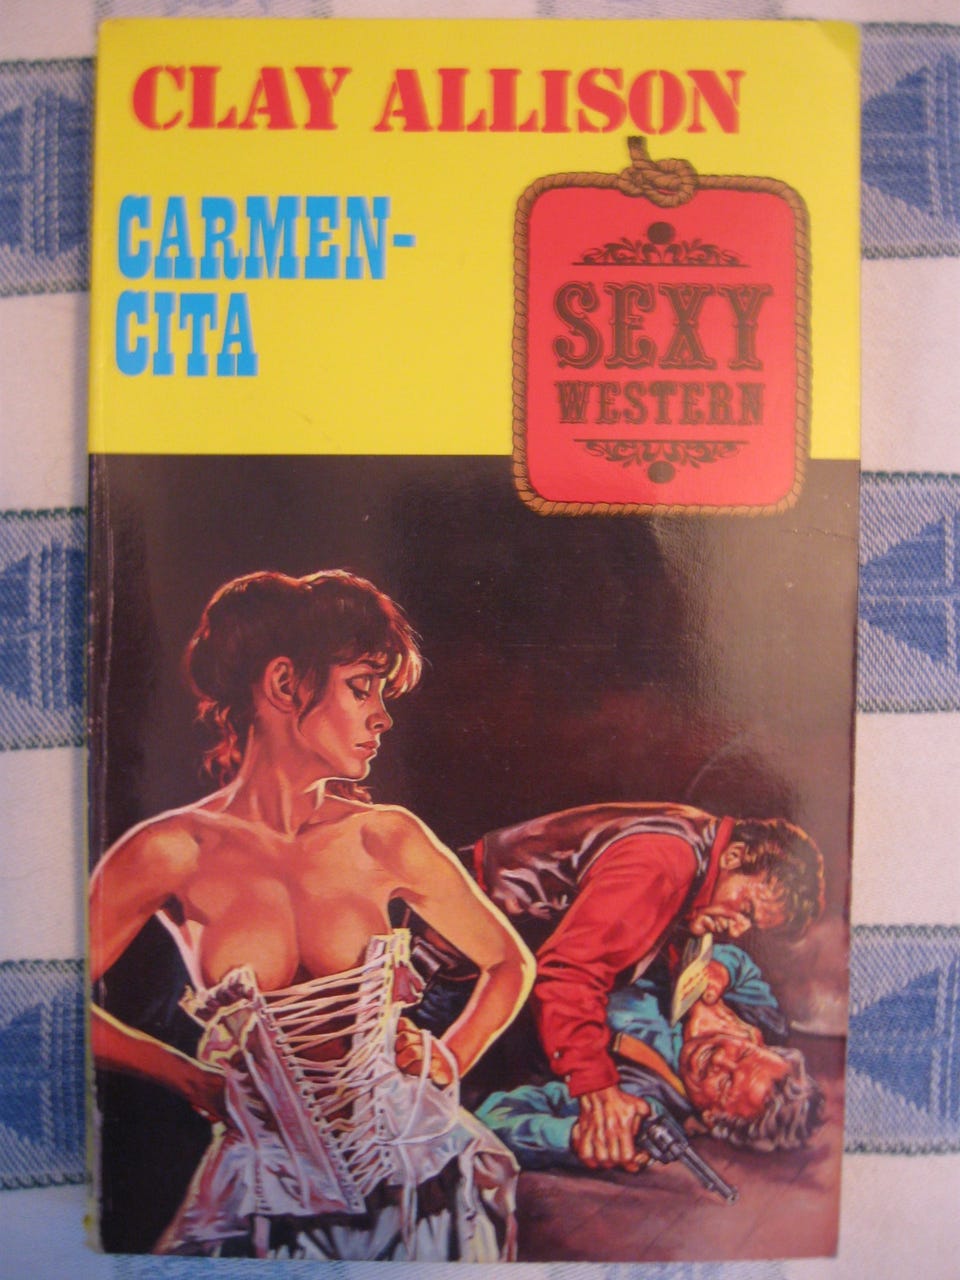 CLAY ALLISON
CARMEN-
CITA
SEXY
WESTERN